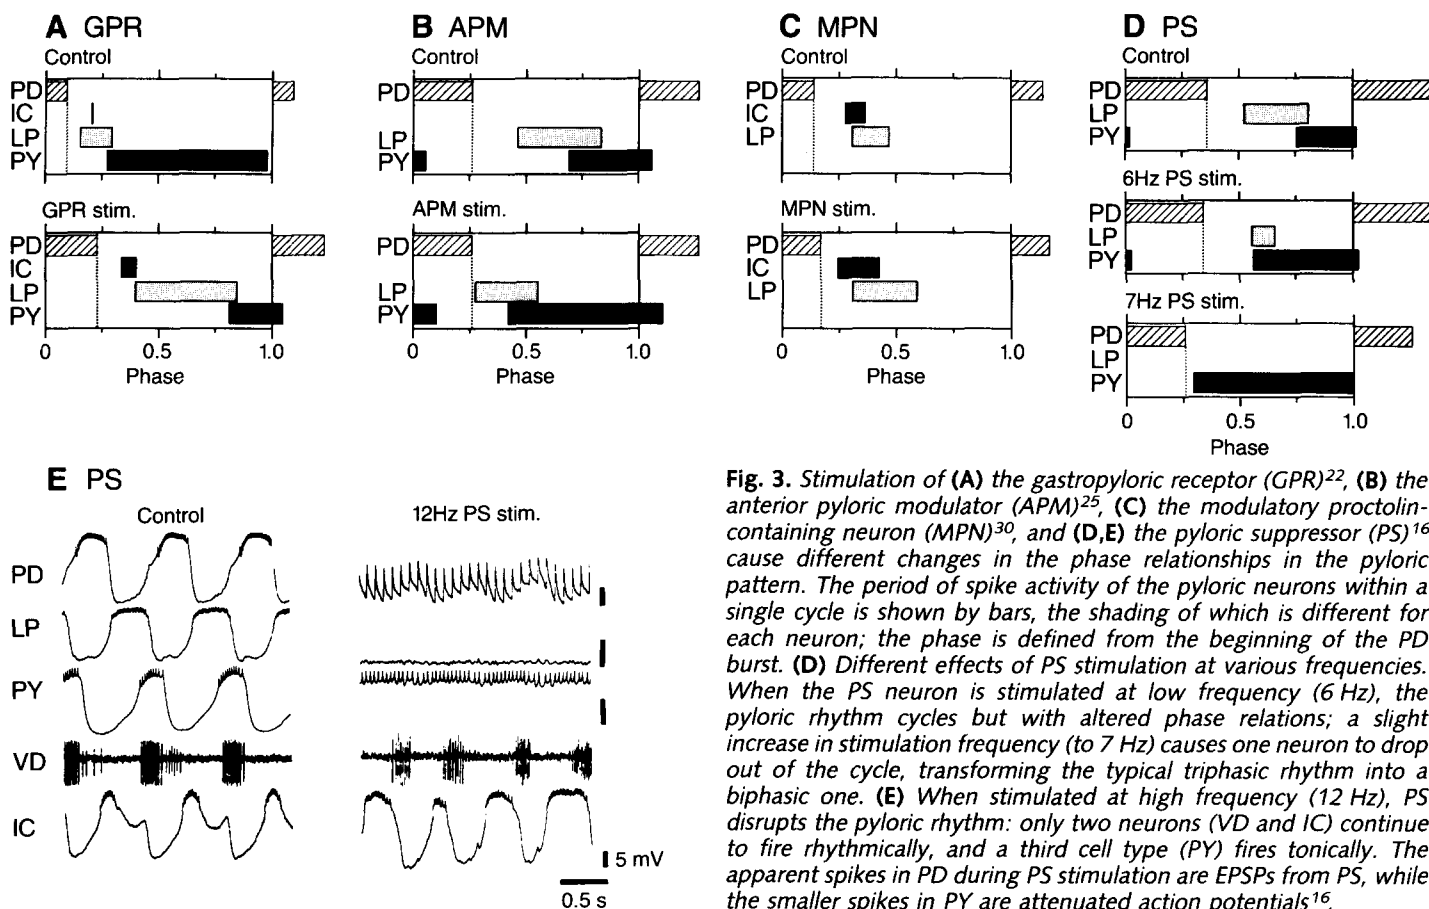 A GPR
Control
PD
IC
LP
PY
GPR stim.
PD
IC
LP
PY
0 0.5 1.0
Phase
B APM
Control
PD
LP
PY
APM stim.
PD
LP
PY
0 0.5 1.0
Phase
C MPN
Control
PD
IC
LP
MPN stim.
PD
IC
LP
0 0.5 1.0
Phase
D PS
Control
PD
LP
PY
6Hz PS stim.
PD
LP
PY
7Hz PS stim.
PD
LP
PY
0 0.5 1.0
Phase
E PS
Control 12Hz PS stim.
PD
LP
PY
VD
IC
5 mV
0.5 s
Fig. 3. Stimulation of (A) the gastropyloric receptor (GPR)22, (B) the
anterior pyloric modulator (APM)25, (C) the modulatory proctolin-
containing neuron (MPN)30, and (D,E) the pyloric suppressor (PS)16
cause different changes in the phase relationships in the pyloric
pattern. The period of spike activity of the pyloric neurons within a
single cycle is shown by bars, the shading of which is different for
each neuron; the phase is defined from the beginning of the PD
burst. (D) Different effects of PS stimulation at various frequencies.
When the PS neuron is stimulated at low frequency (6 Hz), the
pyloric rhythm cycles but with altered phase relations; a slight
increase in stimulation frequency (to 7 Hz) causes one neuron to drop
out of the cycle, transforming the typical triphasic rhythm into a
biphasic one. (E) When stimulated at high frequency (12 Hz), PS
disrupts the pyloric rhythm: only two neurons (VD and IC) continue
to fire rhythmically, and a third cell type (PY) fires tonically. The
apparent spikes in PD during PS stimulation are EPSPs from PS, while
the smaller spikes in PY are attenuated action potentials16.